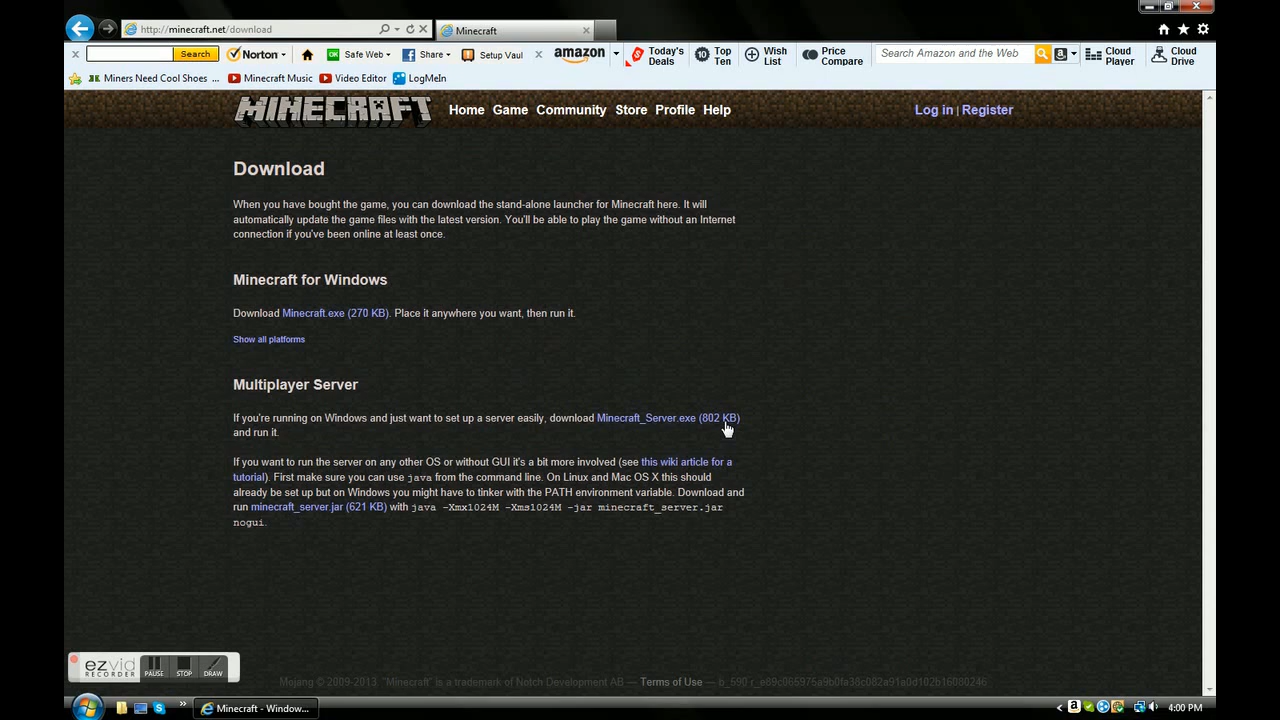 http://minecraft.net/download
Minecraft
Search
Norton
Safe Web
Share
Setup Vaul
amazon
Today's Deals
Top Ten
Wish List
Price Compare
Search Amazon and the Web
Cloud Player
Cloud Drive
Miners Need Cool Shoes ...
Minecraft Music
Video Editor
LogMeIn
MINECRAFT
Home Game Community Store Profile Help
Log in | Register
Download
When you have bought the game, you can download the stand-alone launcher for Minecraft here. It will
automatically update the game files with the latest version. You'll be able to play the game without an Internet
connection if you've been online at least once.
Minecraft for Windows
Download Minecraft.exe (270 KB). Place it anywhere you want, then run it.
Show all platforms
Multiplayer Server
If you're running on Windows and just want to set up a server easily, download Minecraft_Server.exe (802 KB)
and run it.
If you want to run the server on any other OS or without GUI it's a bit more involved (see this wiki article for a
tutorial). First make sure you can use java from the command line. On Linux and Mac OS X this should
already be set up but on Windows you might have to tinker with the PATH environment variable. Download and
run minecraft_server.jar (621 KB) with java -Xmx1024M -Xms1024M -jar minecraft_server.jar
nogui.
ezvid
RECORDER
PAUSE STOP DRAW
Mojang © 2009-2013. "Minecraft" is a trademark of Notch Development AB — Terms of Use —
Minecraft - Window...
4:00 PM